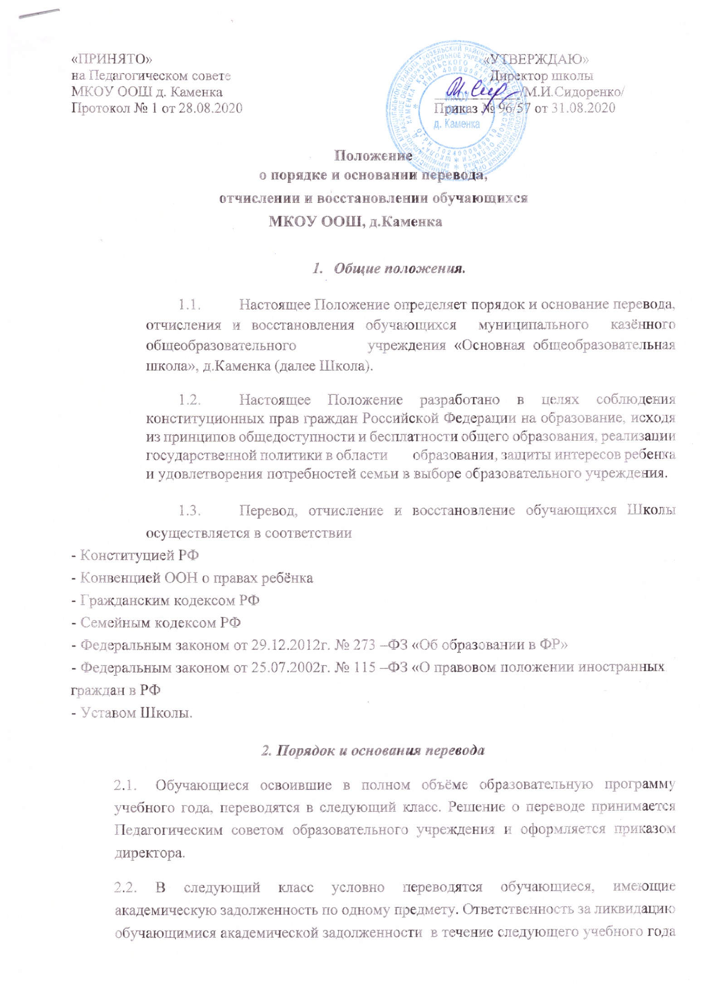 «ПРИНЯТО»
на Педагогическом совете
МКОУ ООШ д. Каменка
Протокол № 1 от 28.08.2020
«УТВЕРЖДАЮ»
Директор школы
/М.И.Сидоренко/
Приказ № 96/57 от 31.08.2020
МКОУ
ООШ
д. Каменка
Положение
о порядке и основании перевода,
отчислении и восстановлении обучающихся
МКОУ ООШ, д.Каменка
1. Общие положения.
1.1. Настоящее Положение определяет порядок и основание перевода,
отчисления и восстановления обучающихся муниципального казённого
общеобразовательного учреждения «Основная общеобразовательная
школа», д.Каменка (далее Школа).
1.2. Настоящее Положение разработано в целях соблюдения
конституционных прав граждан Российской Федерации на образование, исходя
из принципов общедоступности и бесплатности общего образования, реализации
государственной политики в области образования, защиты интересов ребенка
и удовлетворения потребностей семьи в выборе образовательного учреждения.
1.3. Перевод, отчисление и восстановление обучающихся Школы
осуществляется в соответствии
- Конституцией РФ
- Конвенцией ООН о правах ребёнка
- Гражданским кодексом РФ
- Семейным кодексом РФ
- Федеральным законом от 29.12.2012г. № 273 –ФЗ «Об образовании в ФР»
- Федеральным законом от 25.07.2002г. № 115 –ФЗ «О правовом положении иностранных
граждан в РФ
- Уставом Школы.
2. Порядок и основания перевода
2.1. Обучающиеся освоившие в полном объёме образовательную программу
учебного года, переводятся в следующий класс. Решение о переводе принимается
Педагогическим советом образовательного учреждения и оформляется приказом
директора.
2.2. В следующий класс условно переводятся обучающиеся, имеющие
академическую задолженность по одному предмету. Ответственность за ликвидацию
обучающимися академической задолженности в течение следующего учебного года